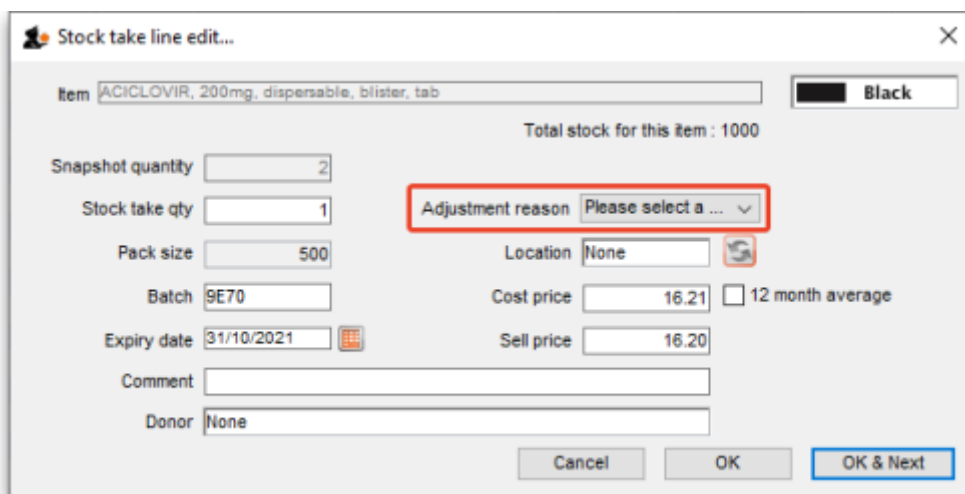 Stock take line edit...
Item ACICLOVIR, 200mg, dispersable, blister, tab Black
Total stock for this item : 1000
Snapshot quantity 2
Stock take qty 1 Adjustment reason Please select a ...
Pack size 500 Location None
Batch 9E70 Cost price 16.21 12 month average
Expiry date 31/10/2021 Sell price 16.20
Comment
Donor None
Cancel OK OK & Next